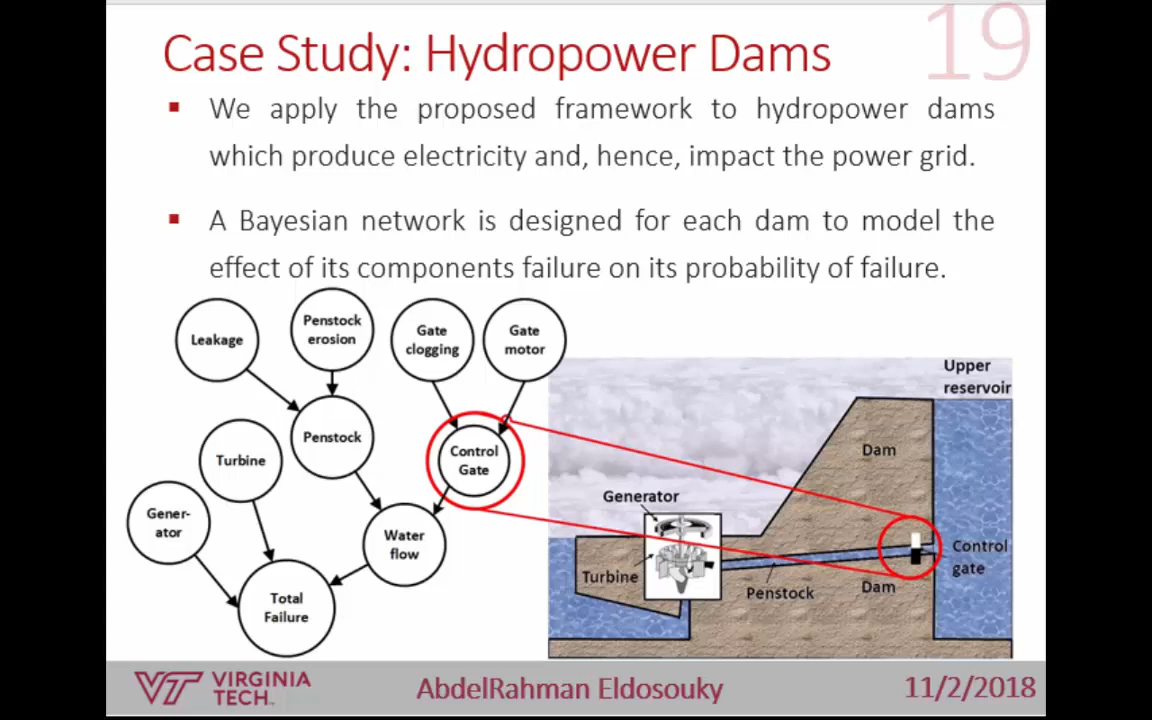 19
Case Study: Hydropower Dams
▪ We apply the proposed framework to hydropower dams
which produce electricity and, hence, impact the power grid.
▪ A Bayesian network is designed for each dam to model the
effect of its components failure on its probability of failure.
Leakage
Penstock
erosion
Gate
clogging
Gate
motor
Turbine
Penstock
Control
Gate
Gener-
ator
Water
flow
Total
Failure
Upper
reservoir
Dam
Generator
Turbine
Penstock
Dam
Control
gate
VT VIRGINIA
TECH™
AbdelRahman Eldosouky
11/2/2018